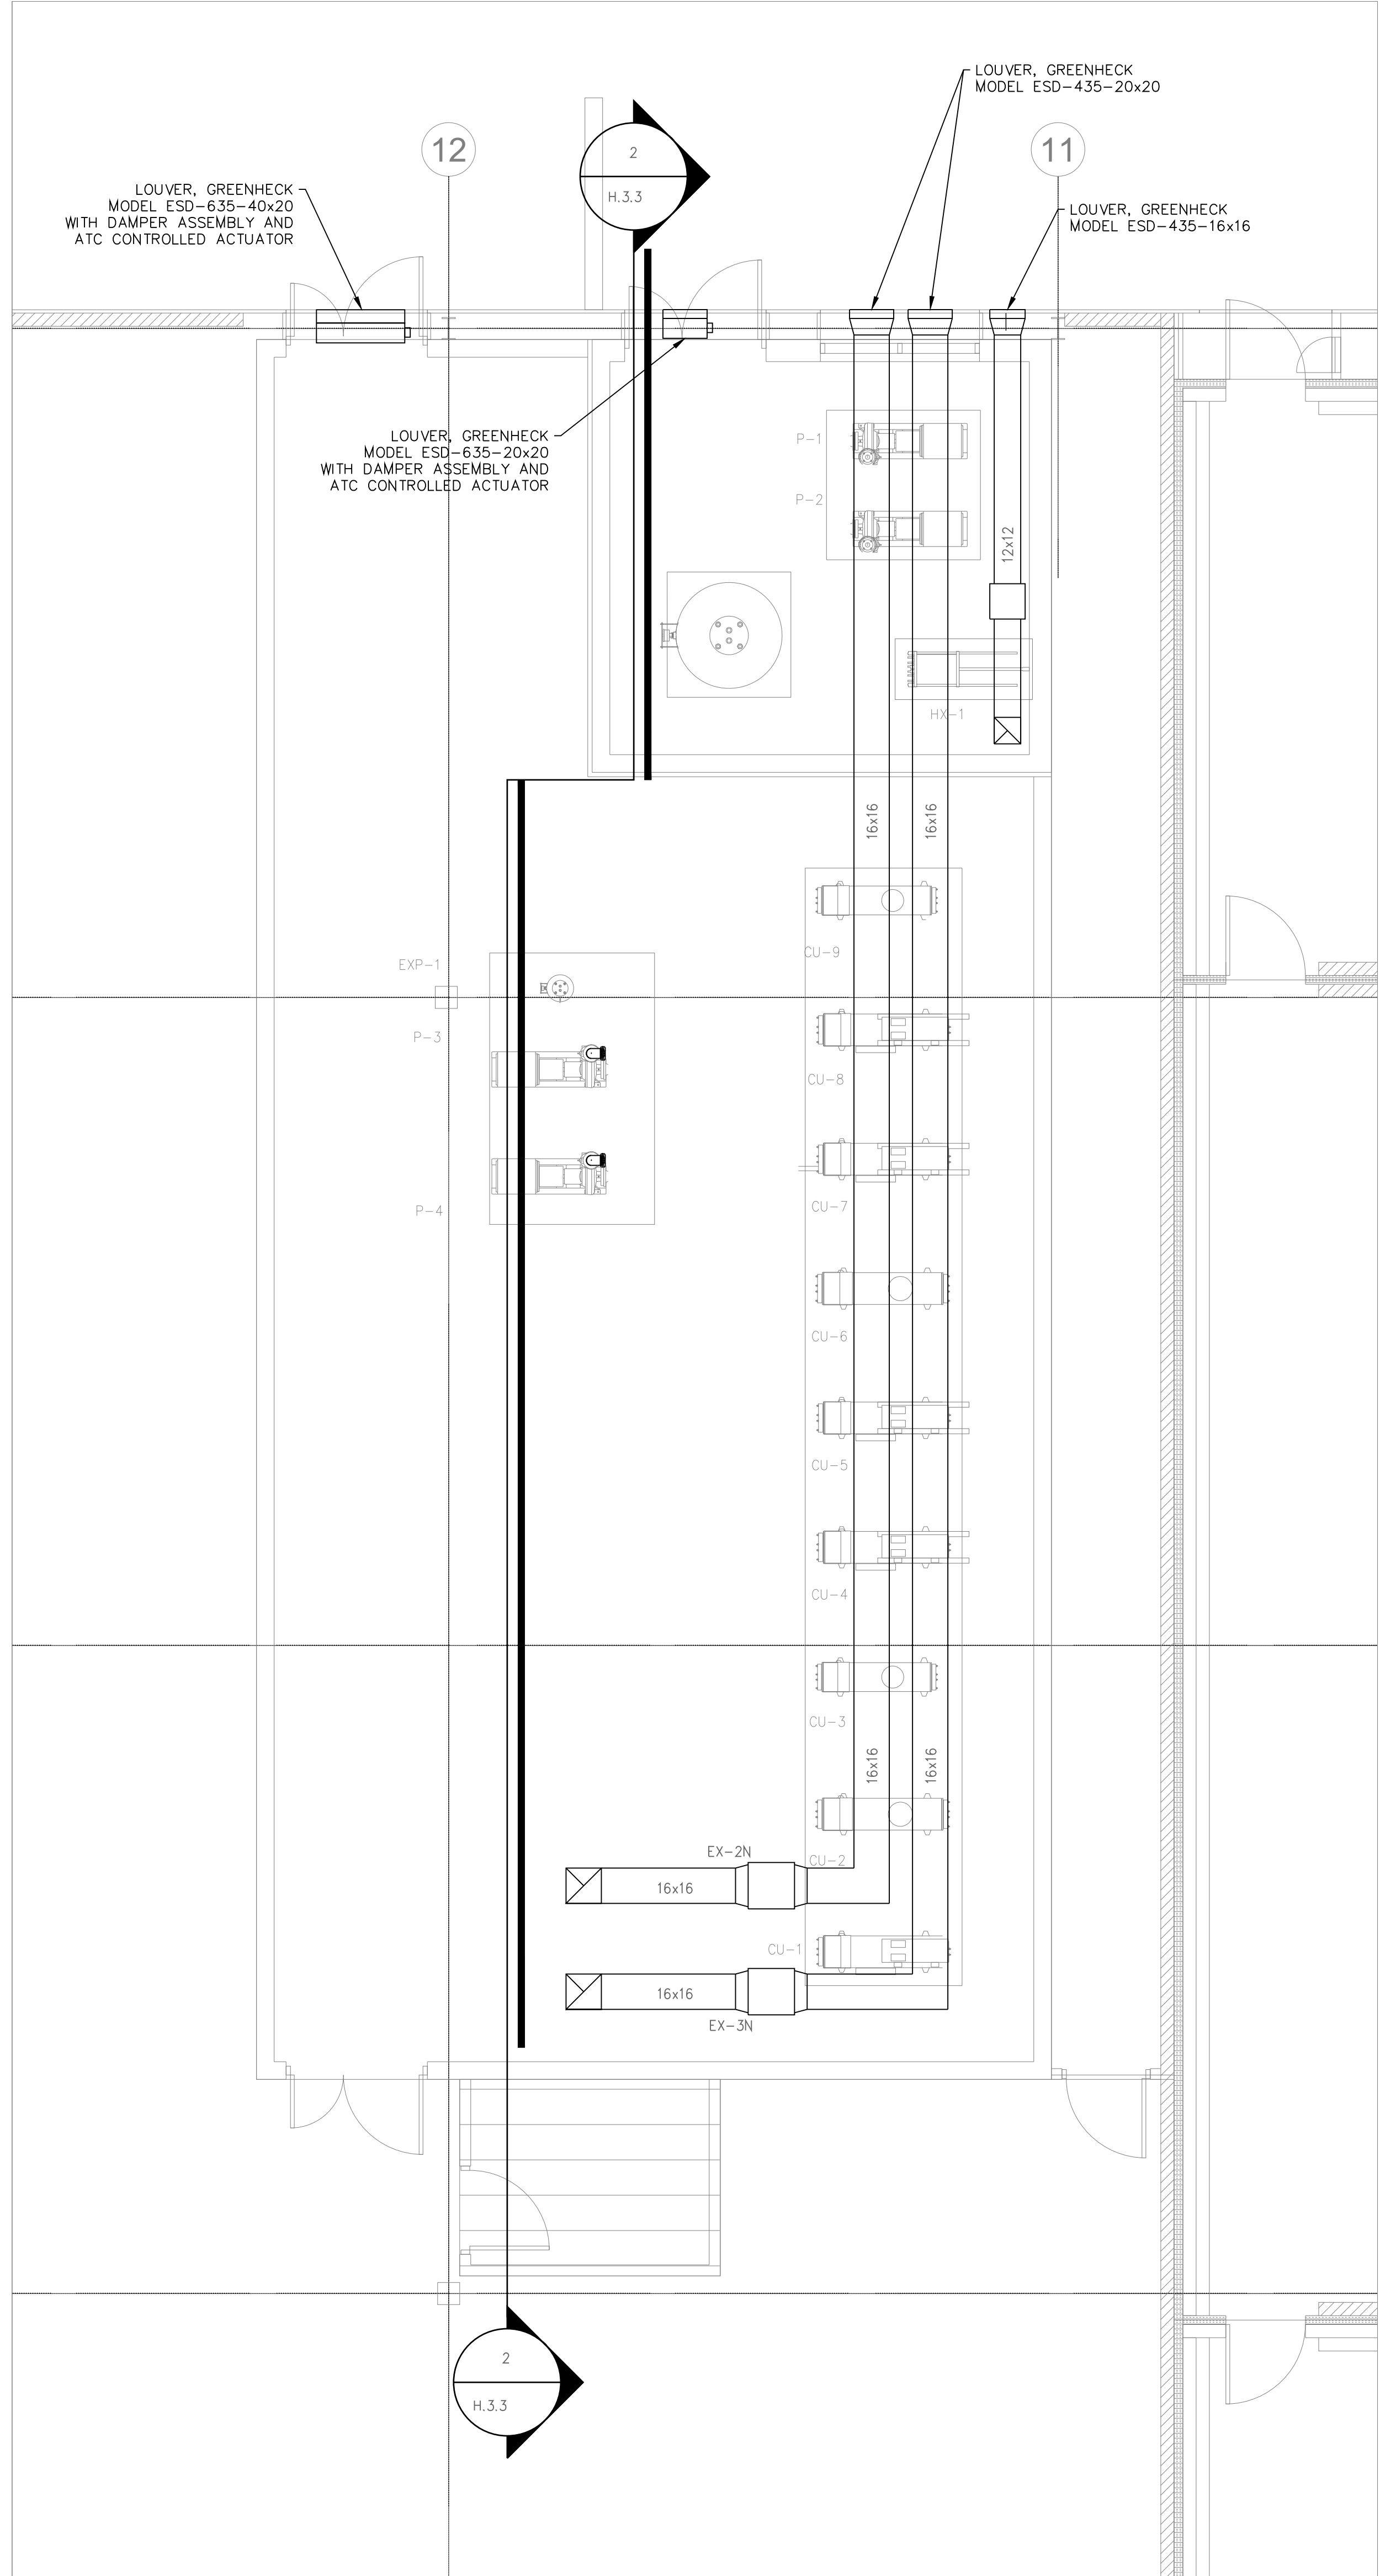 LOUVER, GREENHECK
MODEL ESD-435-20x20
12
2
H.3.3
11
LOUVER, GREENHECK
MODEL ESD-635-40x20
WITH DAMPER ASSEMBLY AND
ATC CONTROLLED ACTUATOR
LOUVER, GREENHECK
MODEL ESD-435-16x16
LOUVER, GREENHECK
MODEL ESD-635-20x20
WITH DAMPER ASSEMBLY AND
ATC CONTROLLED ACTUATOR
P-1
P-2
12x12
HX-1
16x16
16x16
CU-9
EXP-1
P-3
CU-8
CU-7
P-4
CU-6
CU-5
CU-4
CU-3
16x16
16x16
EX-2N
CU-2
16x16
CU-1
16x16
EX-3N
2
H.3.3